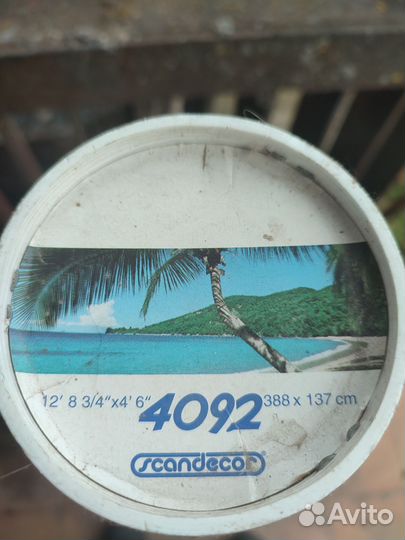 12' 8 3/4"x4' 6" 4092 388 x 137 cm
scandecor
Avito